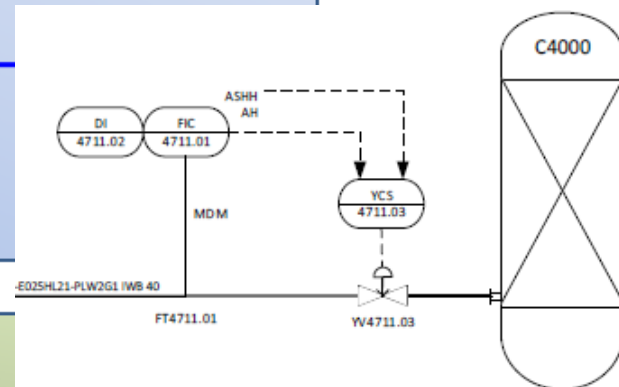 C4000
ASHH
AH
DI
4711.02
FIC
4711.01
YCS
4711.03
MDM
-E025HL21-PLW2G1 IWB 40
FT4711.01
YV4711.03